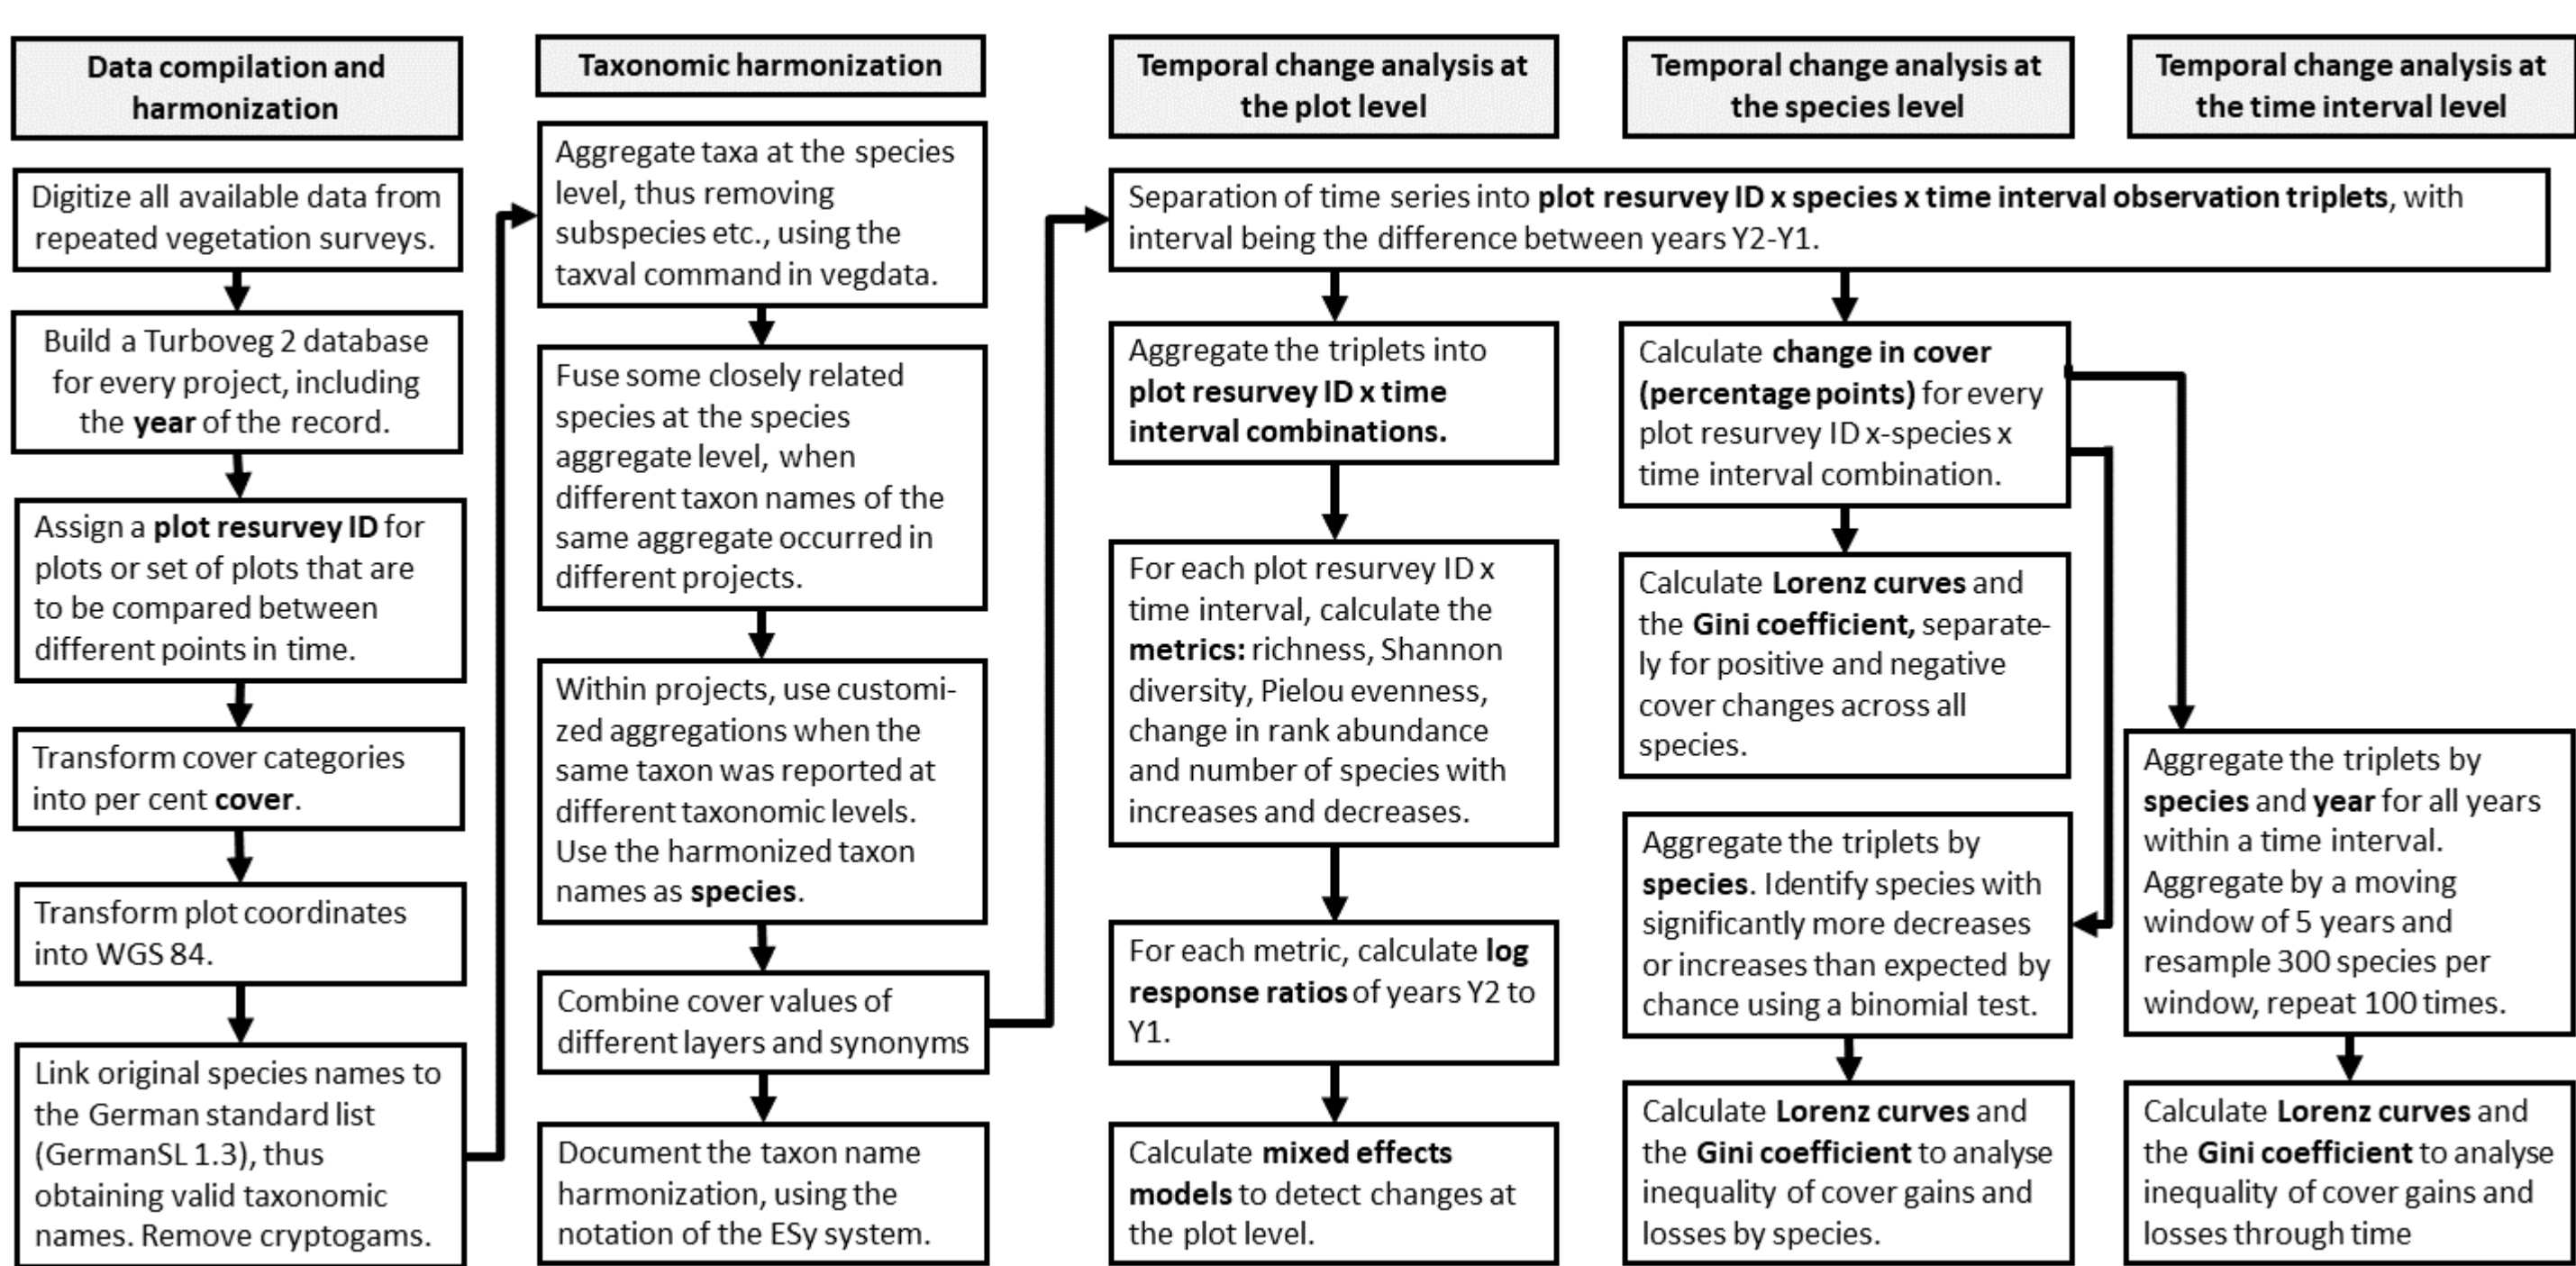 Data compilation and
harmonization
Digitize all available data from
repeated vegetation surveys.
Build a Turboveg 2 database
for every project, including
the year of the record.
Assign a plot resurvey ID for
plots or set of plots that are
to be compared between
different points in time.
Transform cover categories
into per cent cover.
Transform plot coordinates
into WGS 84.
Link original species names to
the German standard list
(GermanSL 1.3), thus
obtaining valid taxonomic
names. Remove cryptogams.
Taxonomic harmonization
Aggregate taxa at the species
level, thus removing
subspecies etc., using the
taxval command in vegdata.
Fuse some closely related
species at the species
aggregate level, when
different taxon names of the
same aggregate occurred in
different projects.
Within projects, use customi-
zed aggregations when the
same taxon was reported at
different taxonomic levels.
Use the harmonized taxon
names as species.
Combine cover values of
different layers and synonyms
Document the taxon name
harmonization, using the
notation of the ESy system.
Temporal change analysis at
the plot level
Temporal change analysis at
the species level
Temporal change analysis at
the time interval level
Separation of time series into plot resurvey ID x species x time interval observation triplets, with
interval being the difference between years Y2-Y1.
Aggregate the triplets into
plot resurvey ID x time
interval combinations.
For each plot resurvey ID x
time interval, calculate the
metrics: richness, Shannon
diversity, Pielou evenness,
change in rank abundance
and number of species with
increases and decreases.
For each metric, calculate log
response ratios of years Y2 to
Y1.
Calculate mixed effects
models to detect changes at
the plot level.
Calculate change in cover
(percentage points) for every
plot resurvey ID x-species x
time interval combination.
Calculate Lorenz curves and
the Gini coefficient, separate-
ly for positive and negative
cover changes across all
species.
Aggregate the triplets by
species. Identify species with
significantly more decreases
or increases than expected by
chance using a binomial test.
Calculate Lorenz curves and
the Gini coefficient to analyse
inequality of cover gains and
losses by species.
Aggregate the triplets by
species and year for all years
within a time interval.
Aggregate by a moving
window of 5 years and
resample 300 species per
window, repeat 100 times.
Calculate Lorenz curves and
the Gini coefficient to analyse
inequality of cover gains and
losses through time